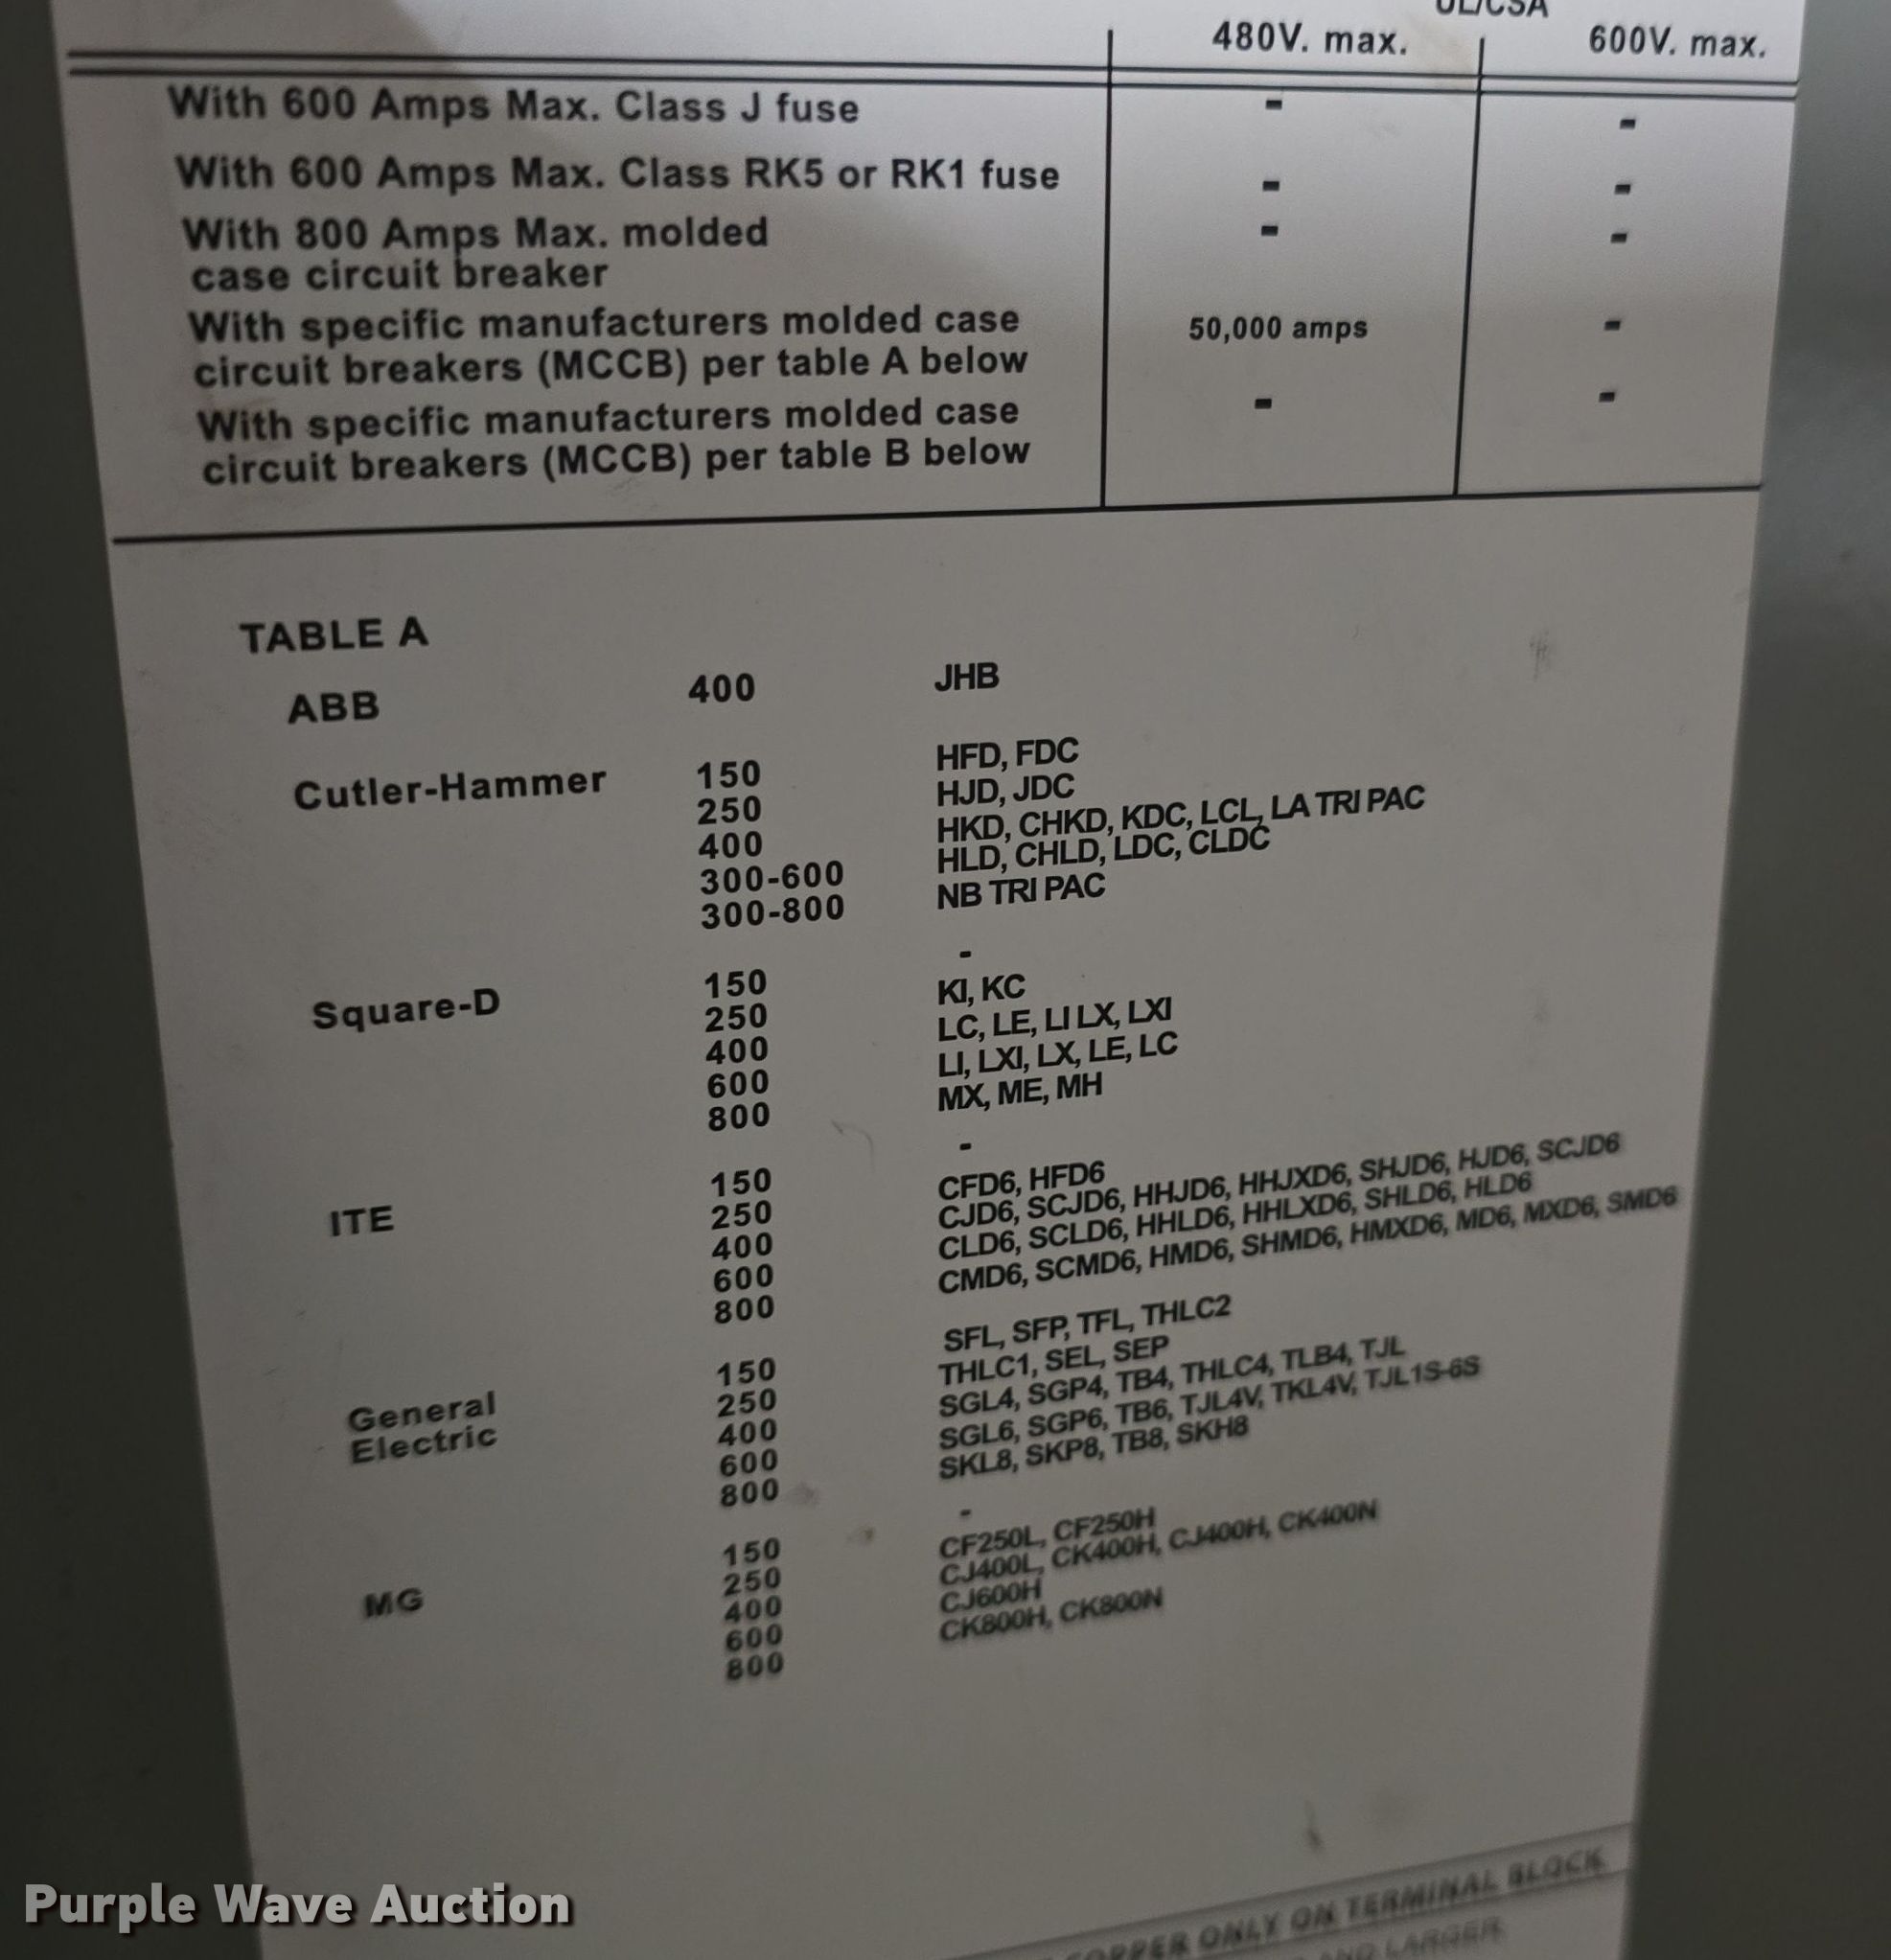 UL/CSA
480V. max. 600V. max.
With 600 Amps Max. Class J fuse - -
With 600 Amps Max. Class RK5 or RK1 fuse - -
With 800 Amps Max. molded - -
case circuit breaker
With specific manufacturers molded case 50,000 amps -
circuit breakers (MCCB) per table A below
With specific manufacturers molded case - -
circuit breakers (MCCB) per table B below
TABLE A
ABB 400 JHB
Cutler-Hammer 150 HFD, FDC
250 HJD, JDC
400 HKD, CHKD, KDC, LCL, LA TRI PAC
300-600 HLD, CHLD, LDC, CLDC
300-800 NB TRI PAC
Square-D 150 -
250 KI, KC
400 LC, LE, LI LX, LXI
600 LI, LXI, LX, LE, LC
800 MX, ME, MH
ITE 150 -
250 CFD6, HFD6
400 CJD6, SCJD6, HHJD6, HHJXD6, SHJD6, HJD6, SCJD6
600 CLD6, SCLD6, HHLD6, HHLXD6, SHLD6, HLD6
800 CMD6, SCMD6, HMD6, SHMD6, HMXD6, MD6, MXD6, SMD6
General 150 SFL, SFP, TFL, THLC2
Electric 250 THLC1, SEL, SEP
400 SGL4, SGP4, TB4, THLC4, TLB4, TJL
600 SGL6, SGP6, TB6, TJL4V, TKL4V, TJL1S-6S
800 SKL8, SKP8, TB8, SKH8
MG 150 -
250 CF250L, CF250H
400 CJ400L, CK400H, CJ400H, CK400N
600 CJ600H
800 CK800H, CK800N
COPPER ONLY ON TERMINAL BLOCK
AND LARGER
Purple Wave Auction